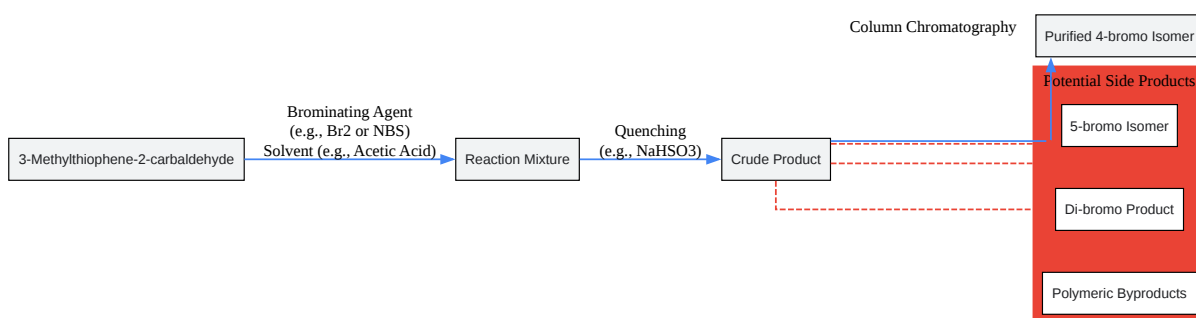 Column Chromatography
Purified 4-bromo Isomer
Potential Side Products
Brominating Agent
(e.g., Br2 or NBS)
Solvent (e.g., Acetic Acid)
Quenching
(e.g., NaHSO3)
5-bromo Isomer
3-Methylthiophene-2-carbaldehyde
Reaction Mixture
Crude Product
Di-bromo Product
Polymeric Byproducts